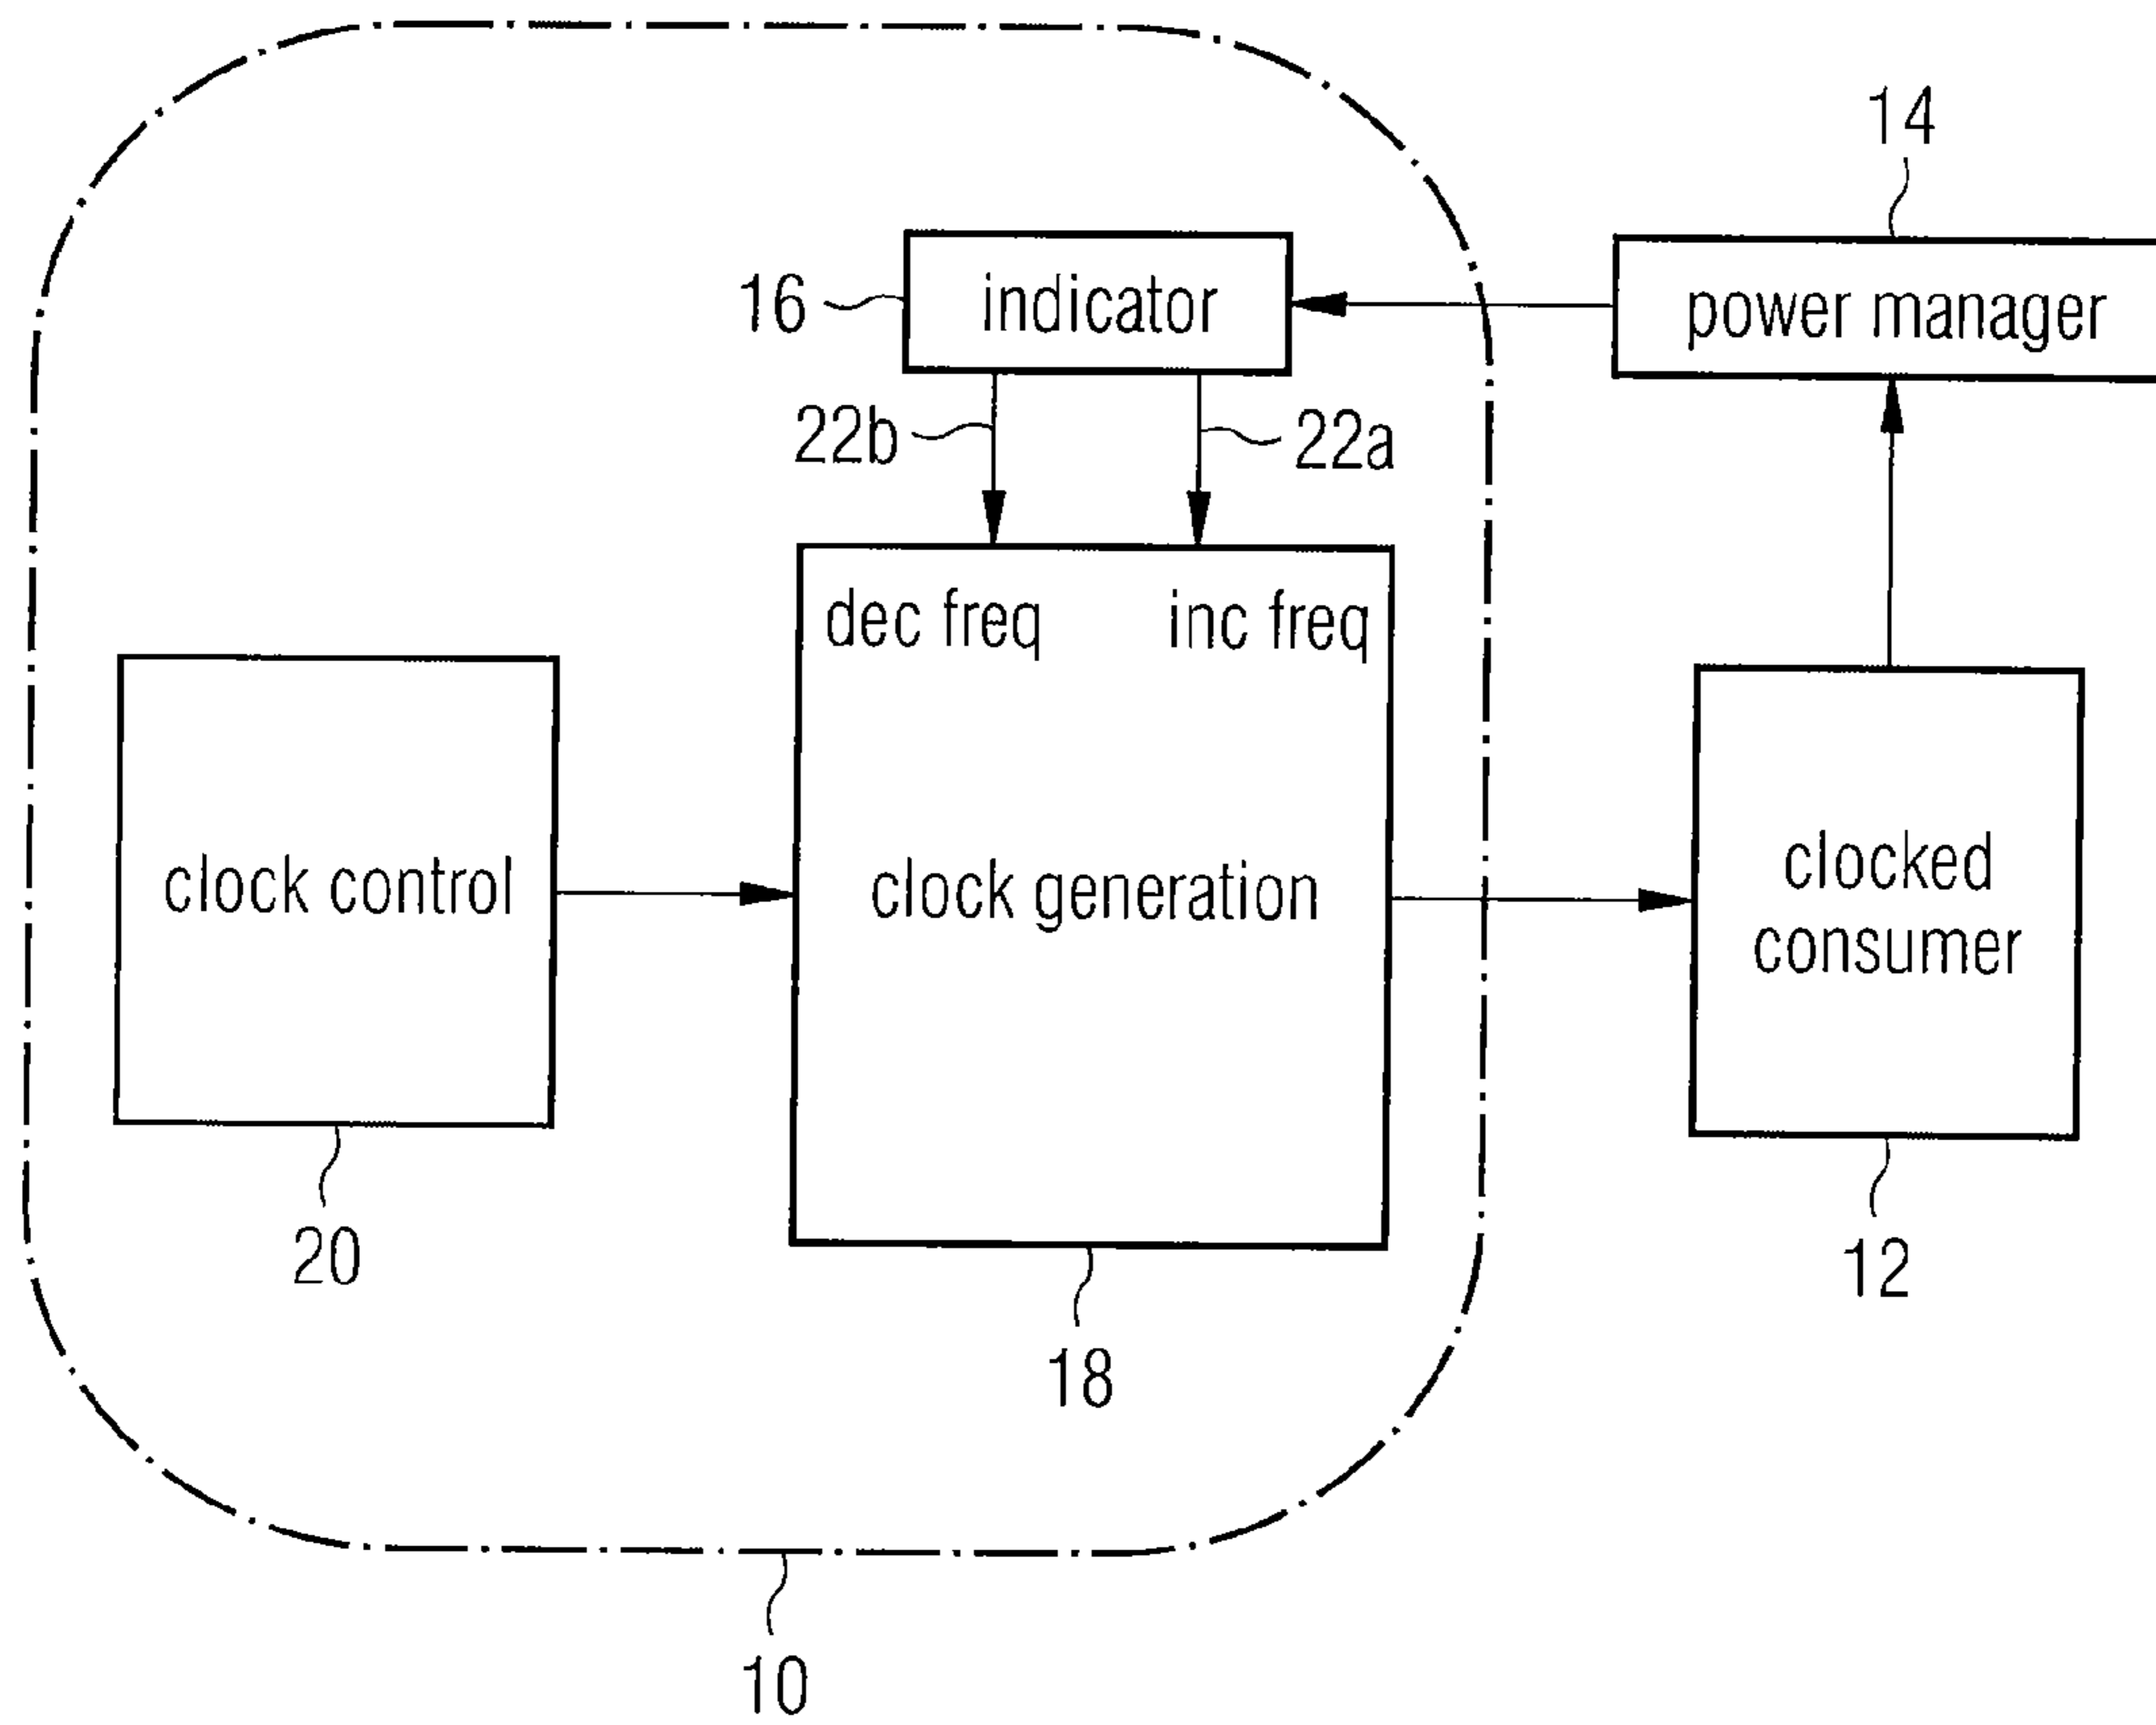 14
16
indicator
power manager
22b
22a
dec freq
inc freq
clock control
clock generation
clocked
consumer
20
18
12
10